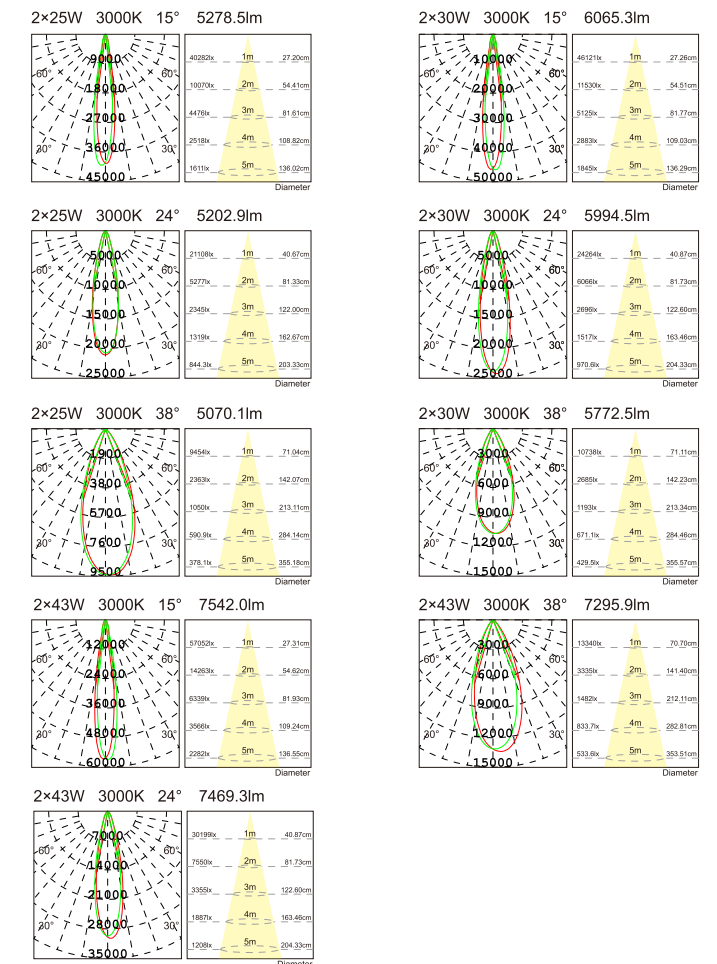 2×25W 3000K 15° 5278.5lm
9000
18000
27000
36000
45000
60° 60°
30° 30°
40282lx 1m 27.20cm
10070lx 2m 54.41cm
4476lx 3m 81.61cm
2518lx 4m 108.82cm
1611lx 5m 136.02cm
Diameter
2×30W 3000K 15° 6065.3lm
10000
20000
30000
40000
50000
60° 60°
30° 30°
46121lx 1m 27.26cm
11530lx 2m 54.51cm
5125lx 3m 81.77cm
2883lx 4m 109.03cm
1845lx 5m 136.29cm
Diameter
2×25W 3000K 24° 5202.9lm
5000
10000
15000
20000
25000
60° 60°
30° 30°
21108lx 1m 40.67cm
5277lx 2m 81.33cm
2345lx 3m 122.00cm
1319lx 4m 162.67cm
844.3lx 5m 203.33cm
Diameter
2×30W 3000K 24° 5994.5lm
5000
10000
15000
20000
25000
60° 60°
30° 30°
24264lx 1m 40.87cm
6066lx 2m 81.73cm
2696lx 3m 122.60cm
1517lx 4m 163.46cm
970.6lx 5m 204.33cm
Diameter
2×25W 3000K 38° 5070.1lm
1900
3800
5700
7600
9500
60° 60°
30° 30°
9454lx 1m 71.04cm
2363lx 2m 142.07cm
1050lx 3m 213.11cm
590.9lx 4m 284.14cm
378.1lx 5m 355.18cm
Diameter
2×30W 3000K 38° 5772.5lm
3000
6000
9000
12000
15000
60° 60°
30° 30°
10738lx 1m 71.11cm
2685lx 2m 142.23cm
1193lx 3m 213.34cm
671.1lx 4m 284.46cm
429.5lx 5m 355.57cm
Diameter
2×43W 3000K 15° 7542.0lm
12000
24000
36000
48000
60000
60° 60°
30° 30°
57052lx 1m 27.31cm
14263lx 2m 54.62cm
6339lx 3m 81.93cm
3566lx 4m 109.24cm
2282lx 5m 136.55cm
Diameter
2×43W 3000K 38° 7295.9lm
3000
6000
9000
12000
15000
60° 60°
30° 30°
13340lx 1m 70.70cm
3335lx 2m 141.40cm
1482lx 3m 212.11cm
833.7lx 4m 282.81cm
533.6lx 5m 353.51cm
Diameter
2×43W 3000K 24° 7469.3lm
7000
14000
21000
28000
35000
60° 60°
30° 30°
30199lx 1m 40.87cm
7550lx 2m 81.73cm
3355lx 3m 122.60cm
1887lx 4m 163.46cm
1208lx 5m 204.33cm
Diameter